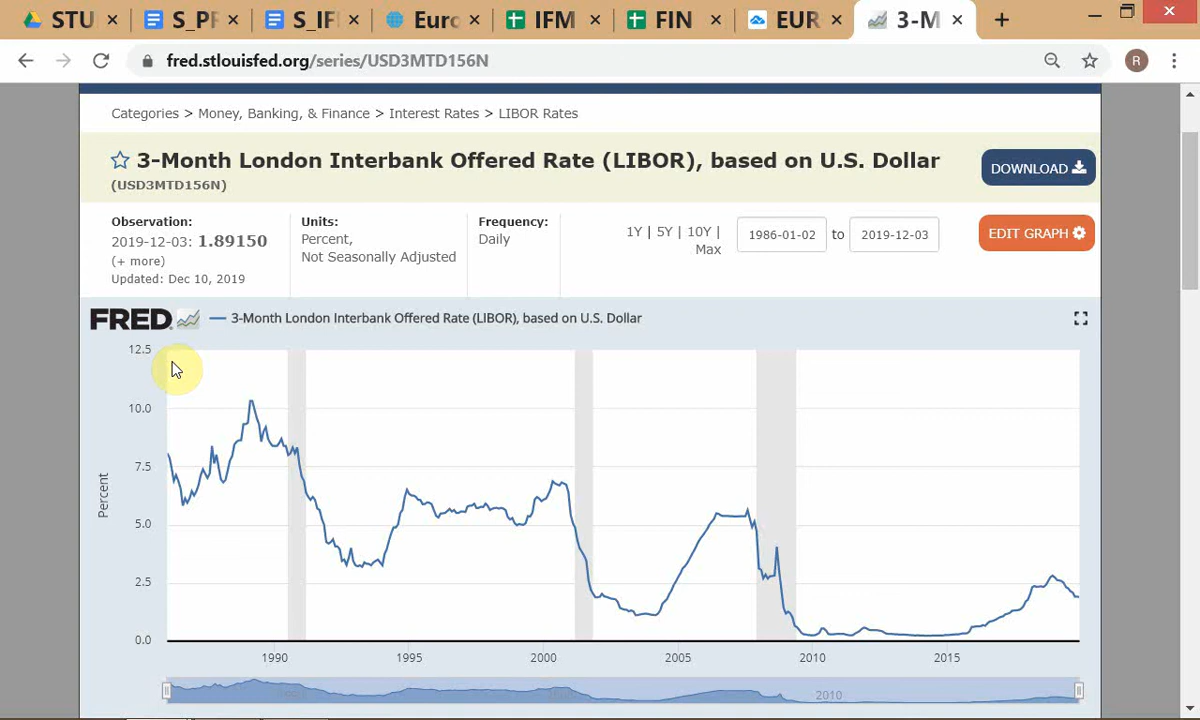 STU
S_PF
S_IFI
Euro
IFM
FIN
EUR
3-M
fred.stlouisfed.org/series/USD3MTD156N
R
Categories > Money, Banking, & Finance > Interest Rates > LIBOR Rates
3-Month London Interbank Offered Rate (LIBOR), based on U.S. Dollar
(USD3MTD156N)
DOWNLOAD
Observation:
2019-12-03: 1.89150
(+ more)
Updated: Dec 10, 2019
Units:
Percent,
Not Seasonally Adjusted
Frequency:
Daily
1Y | 5Y | 10Y |
Max
1986-01-02 to 2019-12-03
EDIT GRAPH
FRED
3-Month London Interbank Offered Rate (LIBOR), based on U.S. Dollar
12.5
10.0
7.5
5.0
2.5
0.0
Percent
1990 1995 2000 2005 2010 2015
2010